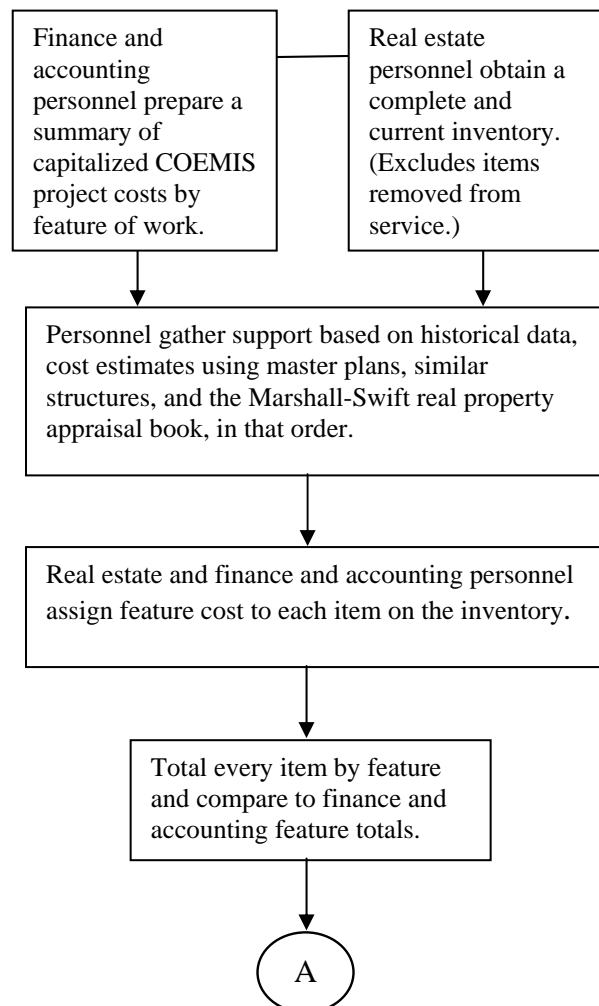 Finance and
accounting
personnel prepare a
summary of
capitalized COEMIS
project costs by
feature of work.
Real estate
personnel obtain a
complete and
current inventory.
(Excludes items
removed from
service.)
Personnel gather support based on historical data,
cost estimates using master plans, similar
structures, and the Marshall-Swift real property
appraisal book, in that order.
Real estate and finance and accounting personnel
assign feature cost to each item on the inventory.
Total every item by feature
and compare to finance and
accounting feature totals.
A